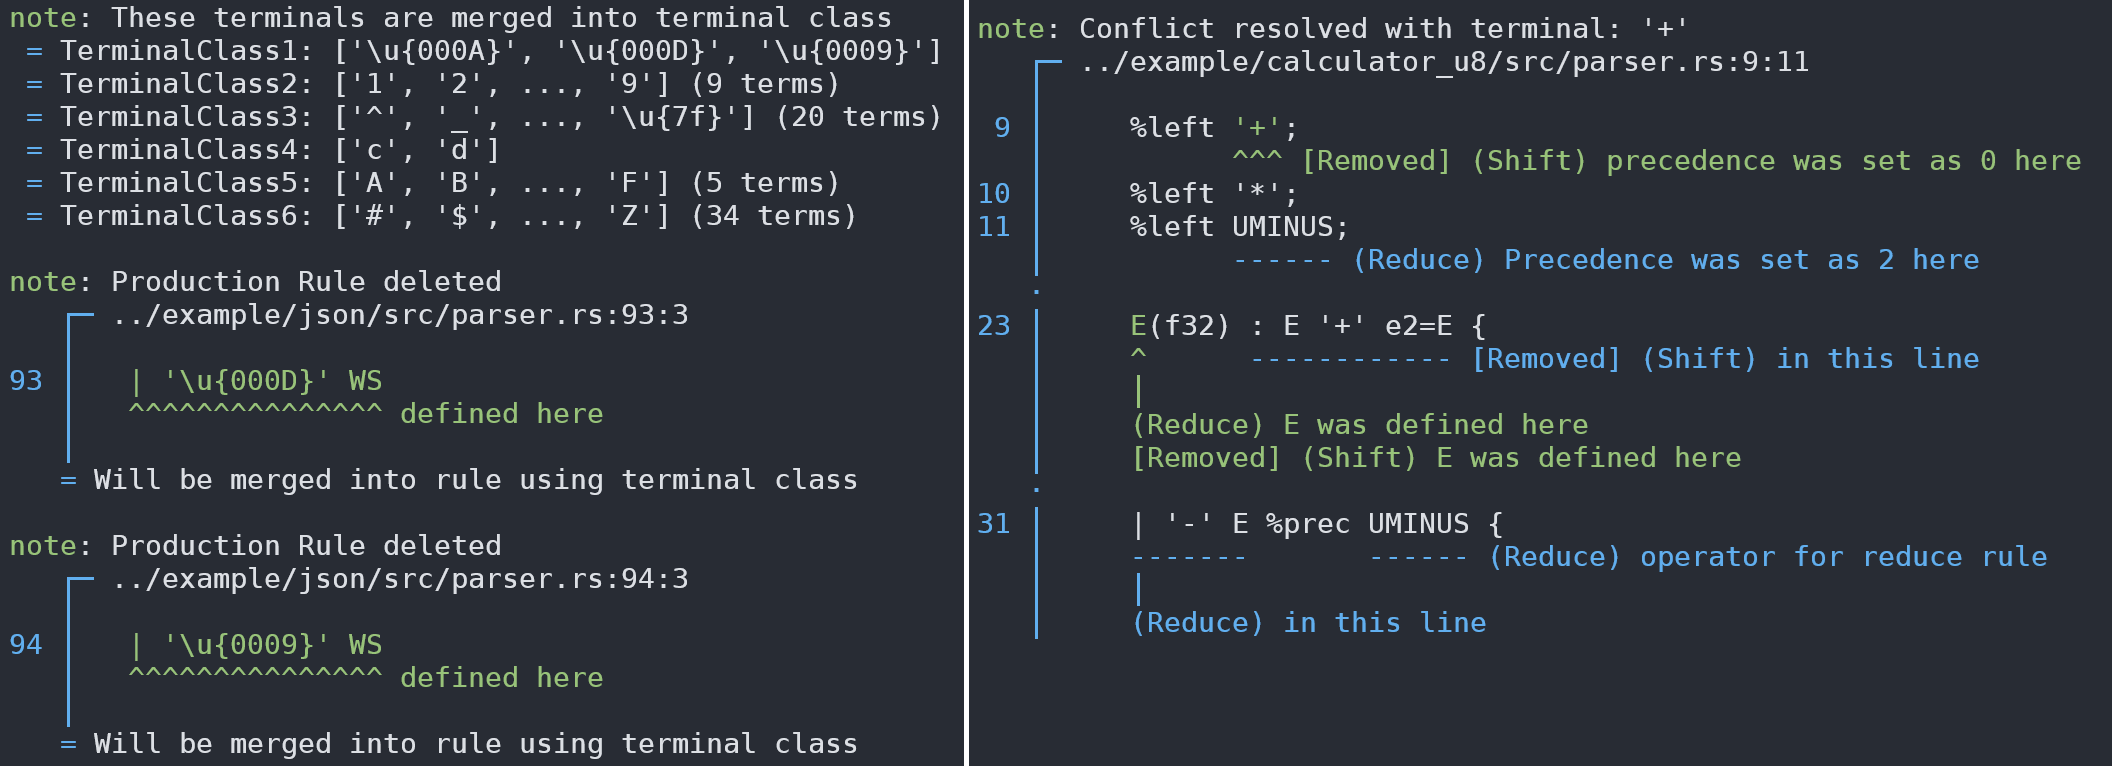 note: These terminals are merged into terminal class
= TerminalClass1: ['\u{000A}', '\u{000D}', '\u{0009}']
= TerminalClass2: ['1', '2', ..., '9'] (9 terms)
= TerminalClass3: ['^', '_', ..., '\u{7f}'] (20 terms)
= TerminalClass4: ['c', 'd']
= TerminalClass5: ['A', 'B', ..., 'F'] (5 terms)
= TerminalClass6: ['#', '$', ..., 'Z'] (34 terms)
note: Production Rule deleted
../example/json/src/parser.rs:93:3
93 | '\u{000D}' WS
^^^^^^^^^^^^^^^ defined here
= Will be merged into rule using terminal class
note: Production Rule deleted
../example/json/src/parser.rs:94:3
94 | '\u{0009}' WS
^^^^^^^^^^^^^^^ defined here
= Will be merged into rule using terminal class
note: Conflict resolved with terminal: '+'
../example/calculator_u8/src/parser.rs:9:11
9 %left '+';
^^^ [Removed] (Shift) precedence was set as 0 here
10 %left '*';
11 %left UMINUS;
------ (Reduce) Precedence was set as 2 here
23 E(f32) : E '+' e2=E {
^ ------------ [Removed] (Shift) in this line
|
(Reduce) E was defined here
[Removed] (Shift) E was defined here
31 | '-' E %prec UMINUS {
------- ------ (Reduce) operator for reduce rule
|
(Reduce) in this line